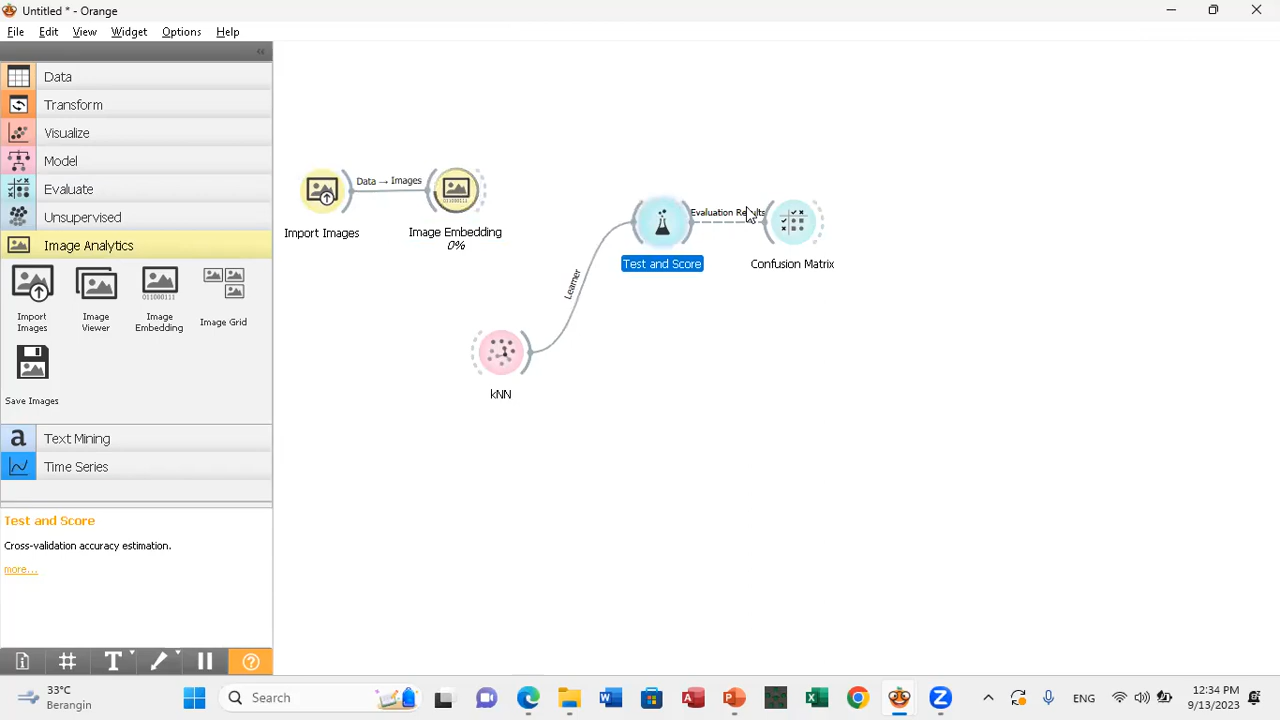 Untitled * - Orange
File Edit View Widget Options Help
Data
Transform
Visualize
Model
Evaluate
Unsupervised
Image Analytics
Import Images
Image Viewer
Image Embedding
Image Grid
Save Images
Text Mining
Time Series
Test and Score
Cross-validation accuracy estimation.
more...
Data → Images
Import Images
Image Embedding
0%
Learner
kNN
Evaluation Results
Test and Score
Confusion Matrix
33°C
Berangin
Search
ENG
12:34 PM
9/13/2023